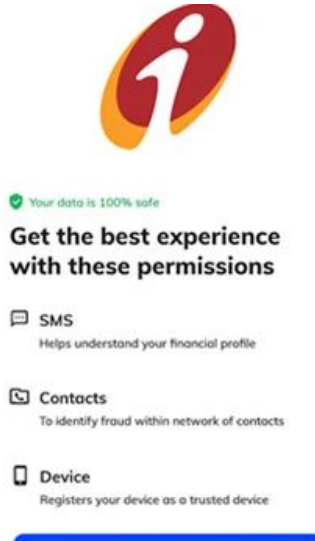 Your data is 100% safe
Get the best experience
with these permissions
SMS
Helps understand your financial profile
Contacts
To identify fraud within network of contacts
Device
Registers your device as a trusted device